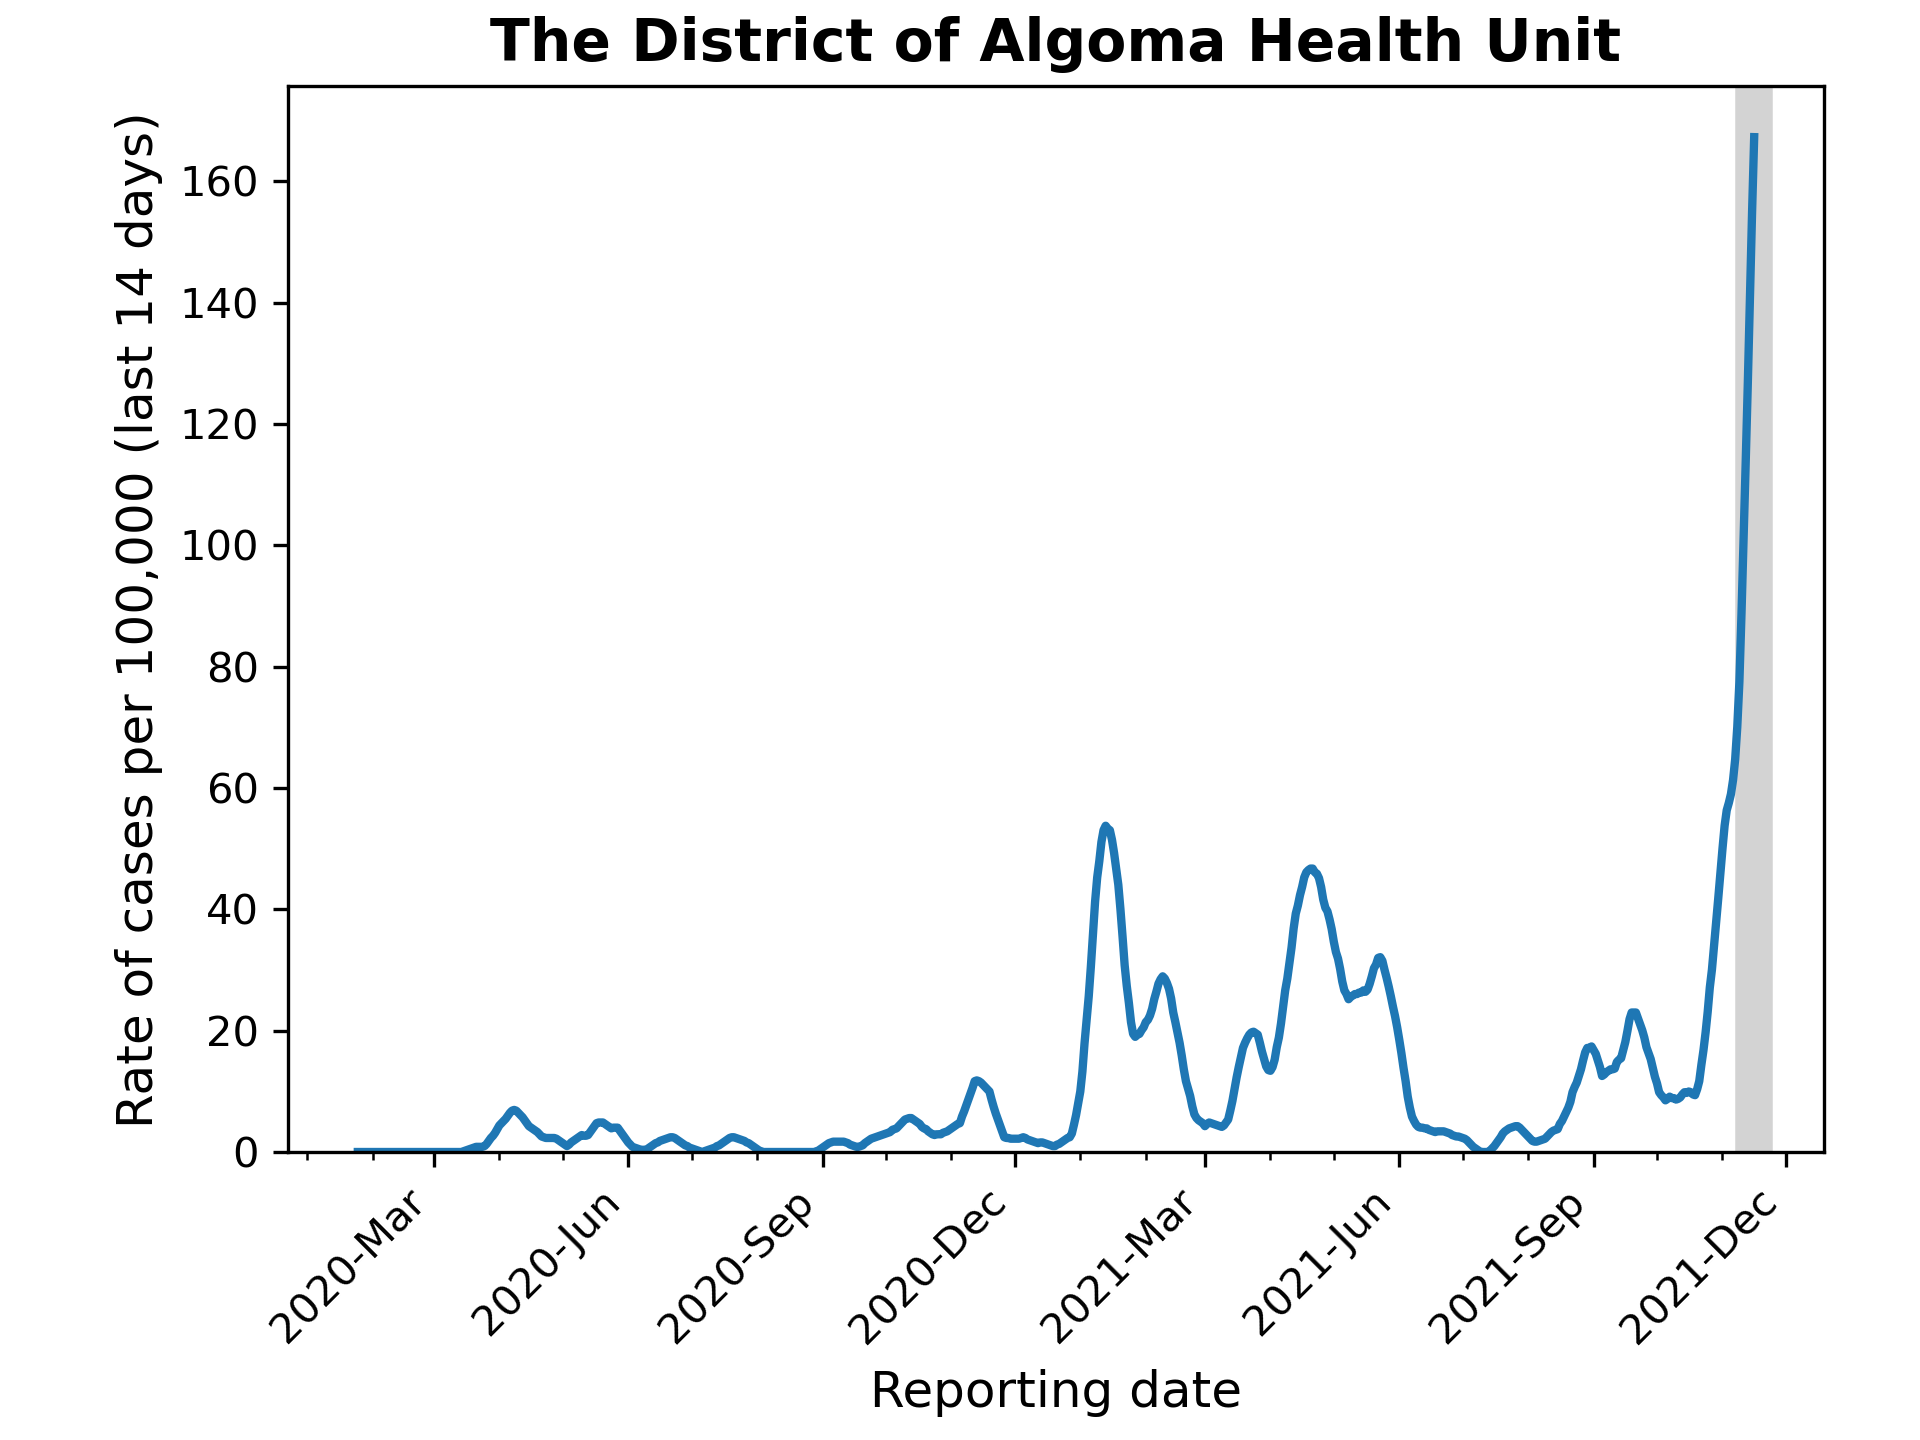 The District of Algoma Health Unit
Rate of cases per 100,000 (last 14 days)
160
140
120
100
80
60
40
20
0
2020-Mar
2020-Jun
2020-Sep
2020-Dec
2021-Mar
2021-Jun
2021-Sep
2021-Dec
Reporting date